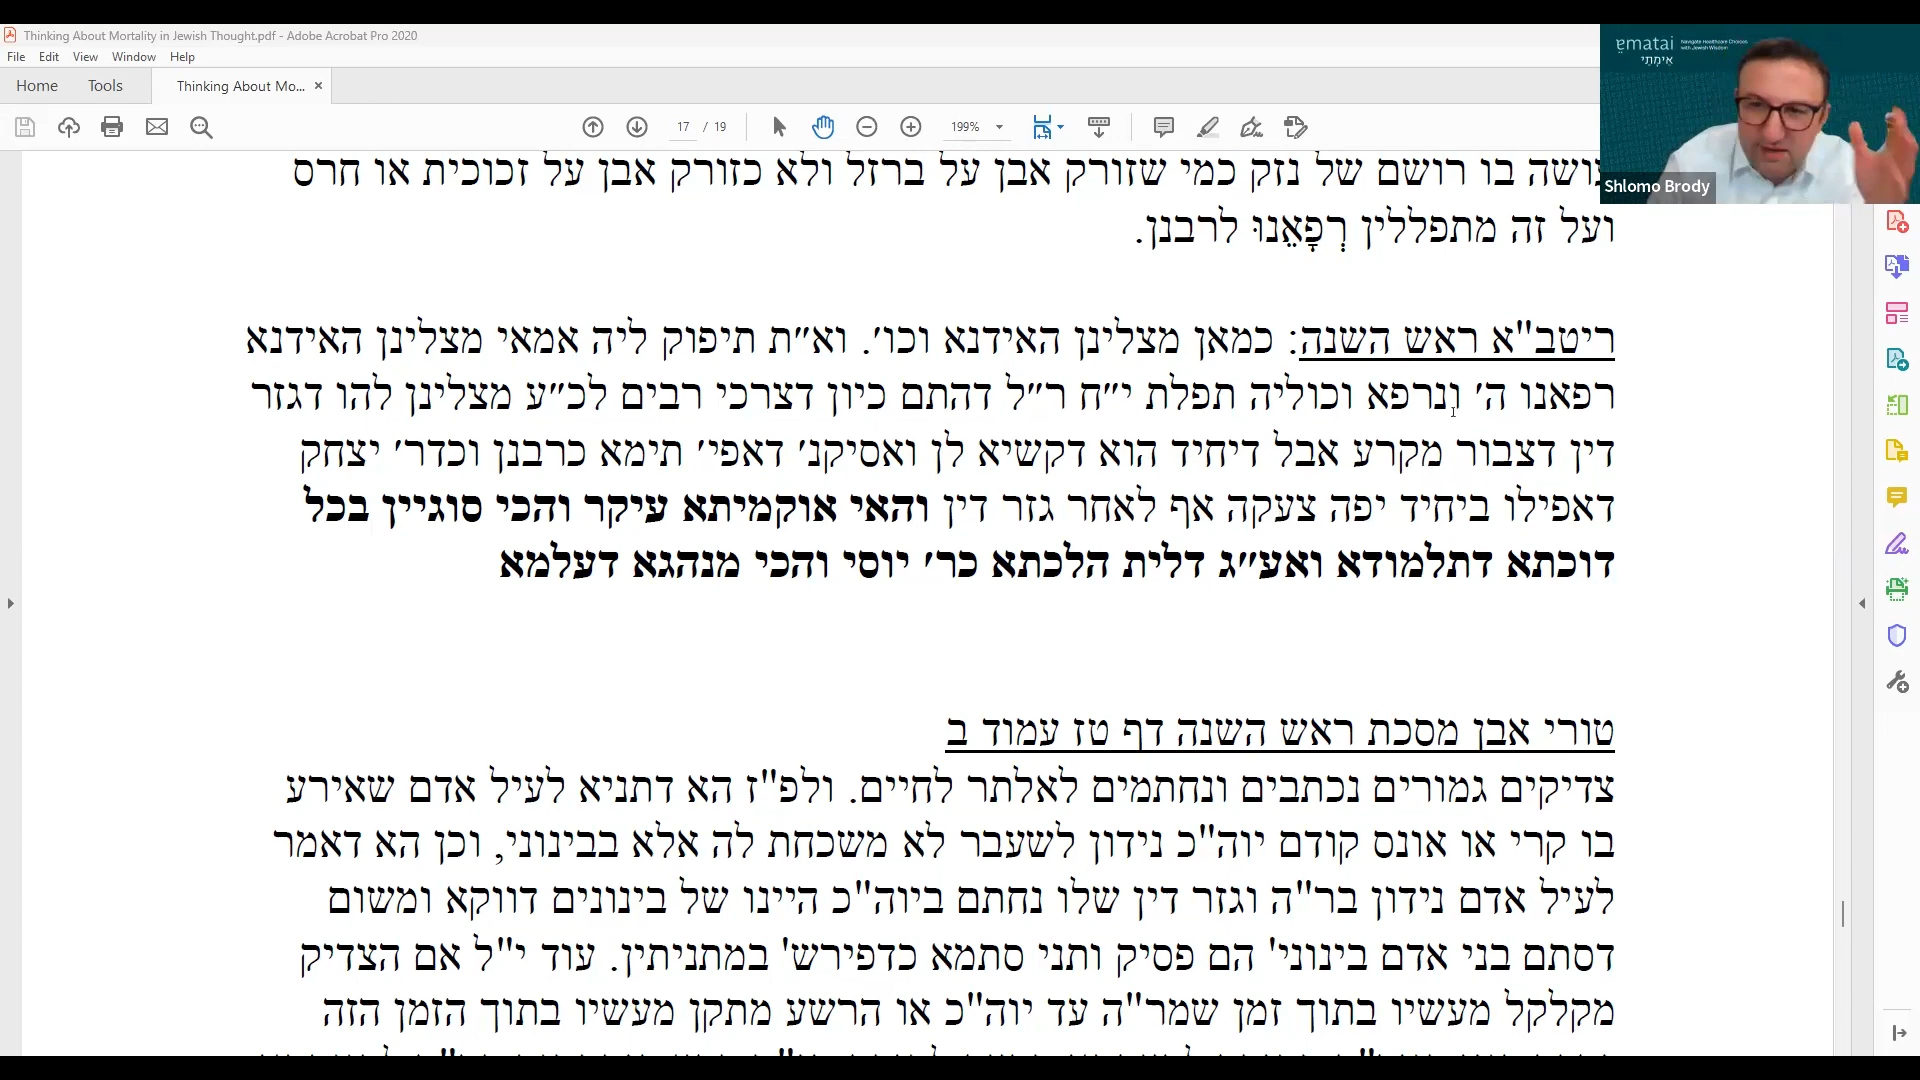 Thinking About Mortality in Jewish Thought.pdf - Adobe Acrobat Pro 2020
File Edit View Window Help
Home Tools Thinking About Mo... ×
17 / 19 199%
ematai Navigate Healthcare Choices
with Jewish Wisdom
אימתי
Shlomo Brody
בו רושם של נזק כמי שזורק אבן על ברזל ולא כזורק אבן על זכוכית או חרס
ועל זה מתפללין רְפָאֵנוּ לרבנן.
ריטב"א ראש השנה: כמאן מצלינן האידנא וכו׳. וא״ת תיפוק ליה אמאי מצלינן האידנא
רפאנו ה׳ ונרפא וכוליה תפלת י״ח ר״ל דהתם כיון דצרכי רבים לכ״ע מצלינן להו דגזר
דין דצבור מקרע אבל דיחיד הוא דקשיא לן ואסיקנ׳ דאפי׳ תימא כרבנן וכדר׳ יצחק
דאפילו ביחיד יפה צעקה אף לאחר גזר דין והאי אוקמיתא עיקר והכי סוגיין בכל
דוכתא דתלמודא ואע״ג דלית הלכתא כר׳ יוסי והכי מנהגא דעלמא
טורי אבן מסכת ראש השנה דף טז עמוד ב
צדיקים גמורים נכתבים ונחתמים לאלתר לחיים. ולפ"ז הא דתניא לעיל אדם שאירע
בו קרי או אונס קודם יוה"כ נידון לשעבר לא משכחת לה אלא בבינוני, וכן הא דאמר
לעיל אדם נידון בר"ה וגזר דין שלו נחתם ביוה"כ היינו של בינונים דווקא ומשום
דסתם בני אדם בינוני' הם פסיק ותני סתמא כדפירש' במתניתין. עוד י"ל אם הצדיק
מקלקל מעשיו בתוך זמן שמר"ה עד יוה"כ או הרשע מתקן מעשיו בתוך הזמן הזה